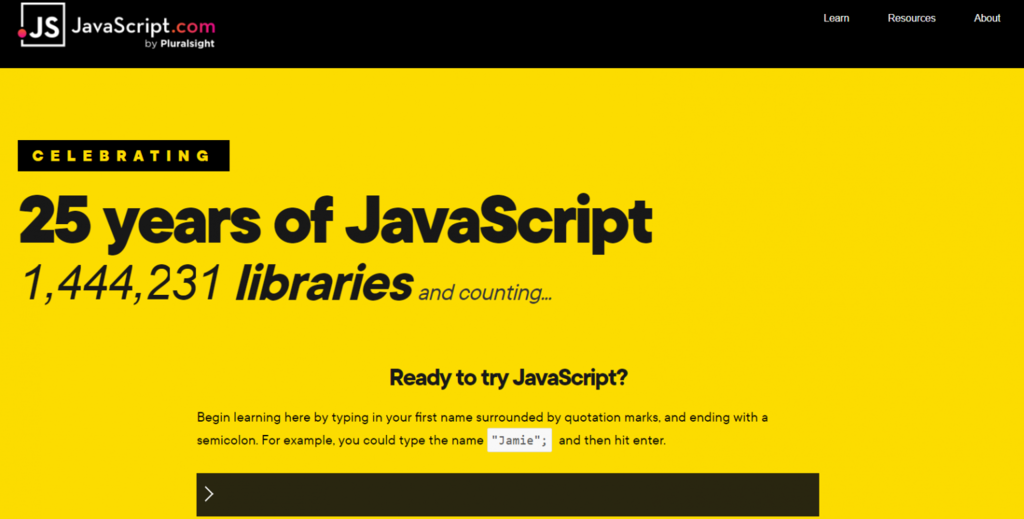 JS JavaScript.com
by Pluralsight
Learn Resources About
CELEBRATING
25 years of JavaScript
1,444,231 libraries and counting...
Ready to try JavaScript?
Begin learning here by typing in your first name surrounded by quotation marks, and ending with a
semicolon. For example, you could type the name "Jamie"; and then hit enter.
>